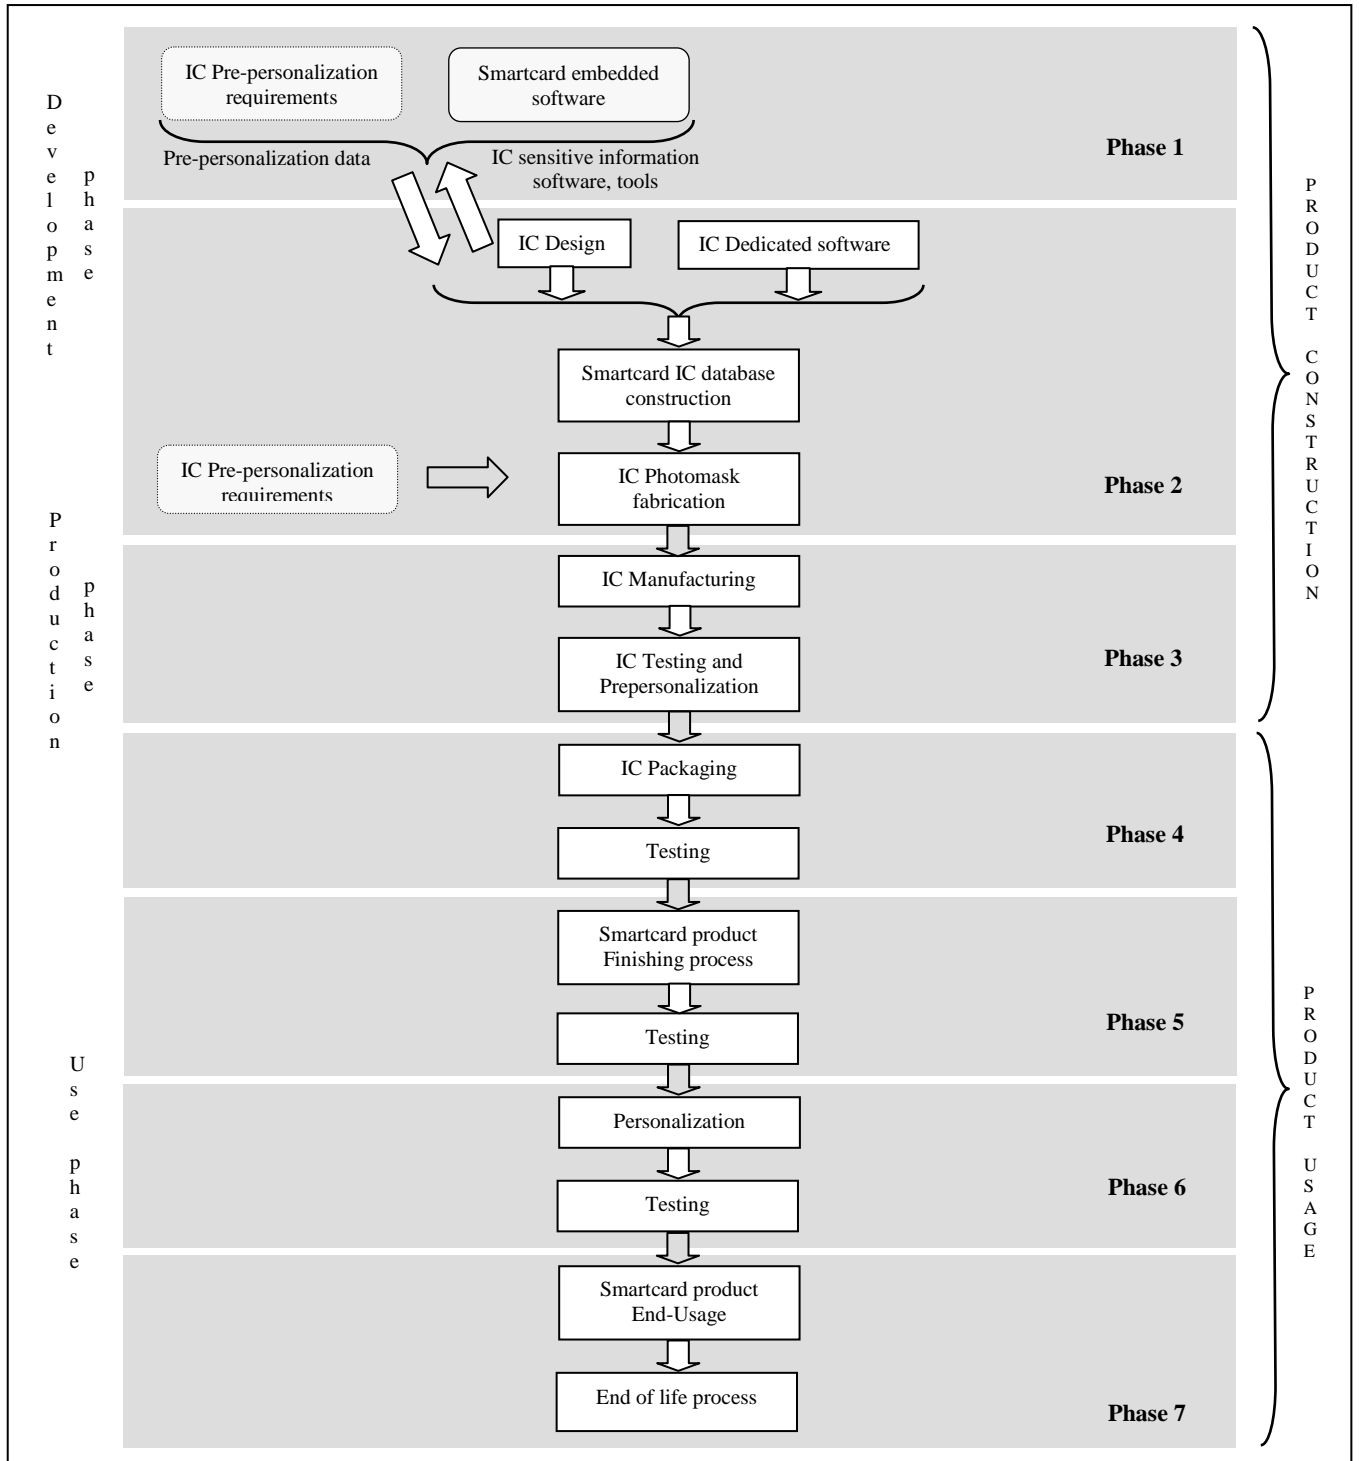 Development
phase
IC Pre-personalization
requirements
Smartcard embedded
software
Pre-personalization data
IC sensitive information
software, tools
Phase 1
IC Design
IC Dedicated software
Smartcard IC database
construction
IC Pre-personalization
requirements
IC Photomask
fabrication
Phase 2
PRODUCT CONSTRUCTION
Production
phase
IC Manufacturing
IC Testing and
Prepersonalization
Phase 3
IC Packaging
Testing
Phase 4
Smartcard product
Finishing process
Testing
Phase 5
PRODUCT USAGE
Use phase
Personalization
Testing
Phase 6
Smartcard product
End-Usage
End of life process
Phase 7